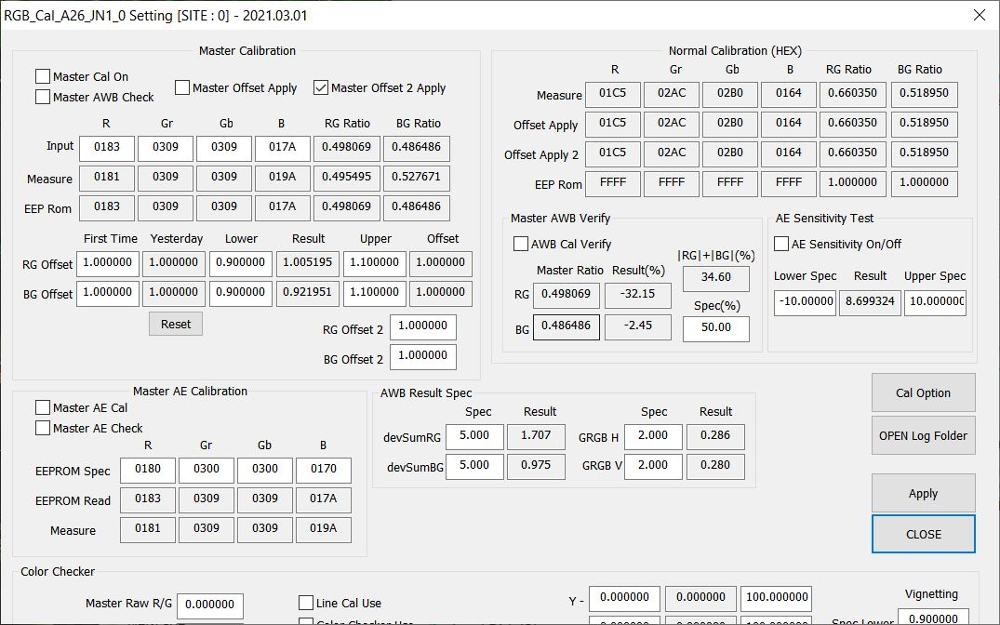 RGB_Cal_A26_JN1_0 Setting [SITE : 0] - 2021.03.01
Master Calibration
Master Cal On
Master AWB Check
Master Offset Apply
Master Offset 2 Apply
R Gr Gb B RG Ratio BG Ratio
Input 0183 0309 0309 017A 0.498069 0.486486
Measure 0181 0309 0309 019A 0.495495 0.527671
EEP Rom 0183 0309 0309 017A 0.498069 0.486486
First Time Yesterday Lower Result Upper Offset
RG Offset 1.000000 1.000000 0.900000 1.005195 1.100000 1.000000
BG Offset 1.000000 1.000000 0.900000 0.921951 1.100000 1.000000
Reset
RG Offset 2 1.000000
BG Offset 2 1.000000
Normal Calibration (HEX)
R Gr Gb B RG Ratio BG Ratio
Measure 01C5 02AC 02B0 0164 0.660350 0.518950
Offset Apply 01C5 02AC 02B0 0164 0.660350 0.518950
Offset Apply 2 01C5 02AC 02B0 0164 0.660350 0.518950
EEP Rom FFFF FFFF FFFF FFFF 1.000000 1.000000
Master AWB Verify
AWB Cal Verify
|RG|+|BG|(%)
Master Ratio Result(%)
34.60
RG 0.498069 -32.15
Spec(%)
BG 0.486486 -2.45 50.00
AE Sensitivity Test
AE Sensitivity On/Off
Lower Spec Result Upper Spec
-10.00000 8.699324 10.000000
Master AE Calibration
Master AE Cal
Master AE Check
R Gr Gb B
EEPROM Spec 0180 0300 0300 0170
EEPROM Read 0183 0309 0309 017A
Measure 0181 0309 0309 019A
AWB Result Spec
Spec Result Spec Result
devSumRG 5.000 1.707 GRGB H 2.000 0.286
devSumBG 5.000 0.975 GRGB V 2.000 0.280
Cal Option
OPEN Log Folder
Apply
CLOSE
Color Checker
Master Raw R/G 0.000000
Line Cal Use
Color Checker Use
Y - 0.000000 0.000000 100.000000
Vignetting
Spec Lower 0.900000